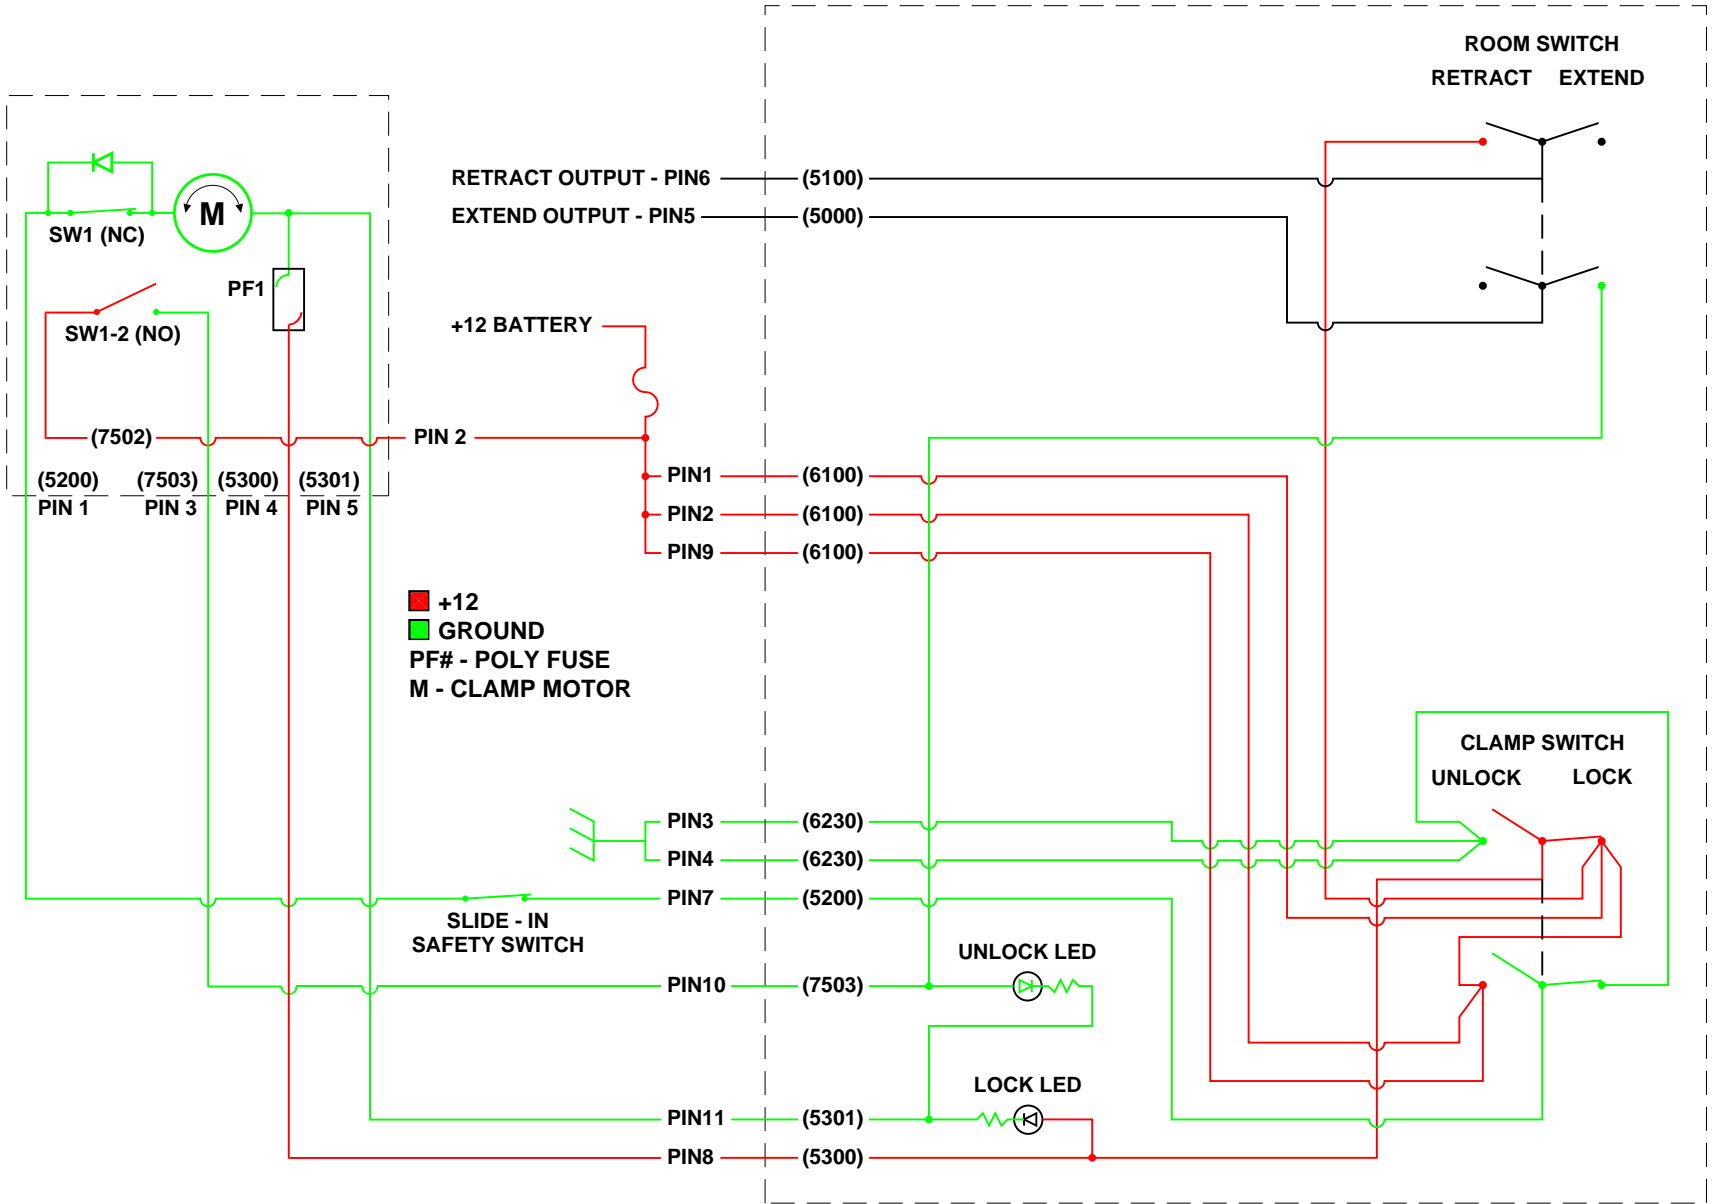 ROOM SWITCH
RETRACT EXTEND
RETRACT OUTPUT - PIN6 (5100)
EXTEND OUTPUT - PIN5 (5000)
M
SW1 (NC)
PF1
SW1-2 (NO)
+12 BATTERY
(7502) PIN 2
(5200) (7503) (5300) (5301)
PIN 1 PIN 3 PIN 4 PIN 5
PIN1 (6100)
PIN2 (6100)
PIN9 (6100)
+12
GROUND
PF# - POLY FUSE
M - CLAMP MOTOR
CLAMP SWITCH
UNLOCK LOCK
PIN3 (6230)
PIN4 (6230)
PIN7 (5200)
SLIDE - IN
SAFETY SWITCH
UNLOCK LED
PIN10 (7503)
LOCK LED
PIN11 (5301)
PIN8 (5300)